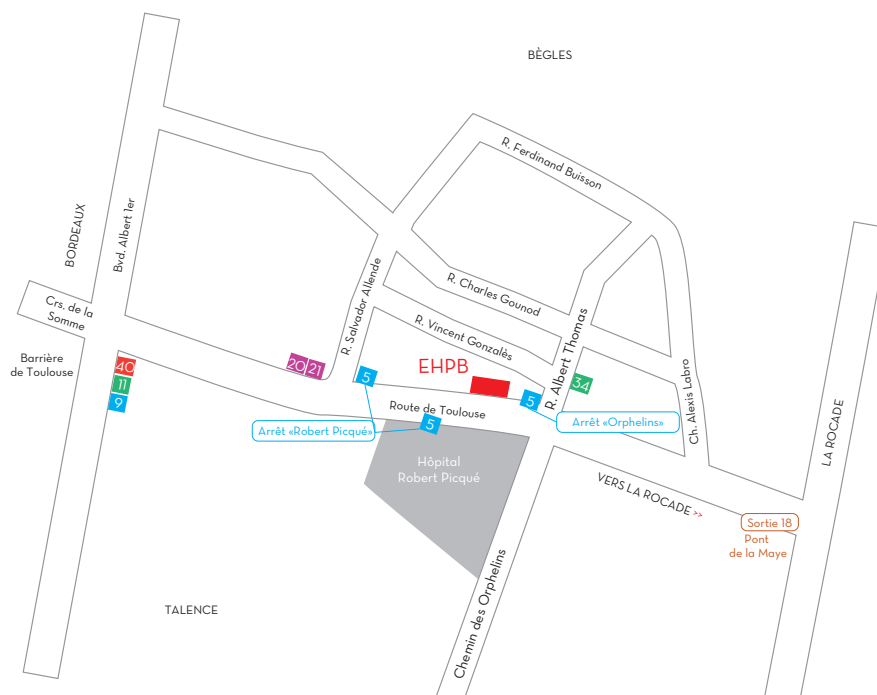 BÈGLES
R. Ferdinand Buisson
BORDEAUX
Bvd. Albert 1er
Crs. de la
Somme
R. Salvador Allende
R. Charles Gounod
R. Vincent Gonzalès
R. Albert Thomas
Ch. Alexis Labro
LA ROCADE
Barrière
de Toulouse
40
11
9
20 21
5
EHPB
5
34
Route de Toulouse
Arrêt «Robert Picqué»
5
Arrêt «Orphelins»
Hôpital
Robert Picqué
VERS LA ROCADE >>
Sortie 18
Pont
de la Maye
Chemin des Orphelins
TALENCE